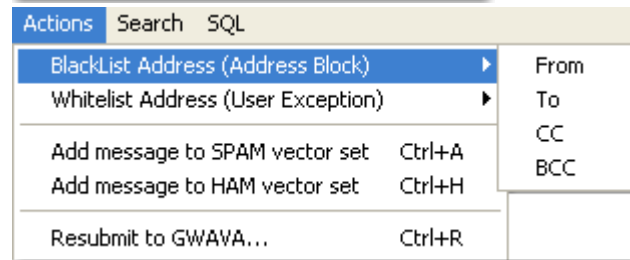 Actions Search SQL
BlackList Address (Address Block) From
Whitelist Address (User Exception) To
CC
Add message to SPAM vector set Ctrl+A
BCC
Add message to HAM vector set Ctrl+H
Resubmit to GWAVA... Ctrl+R